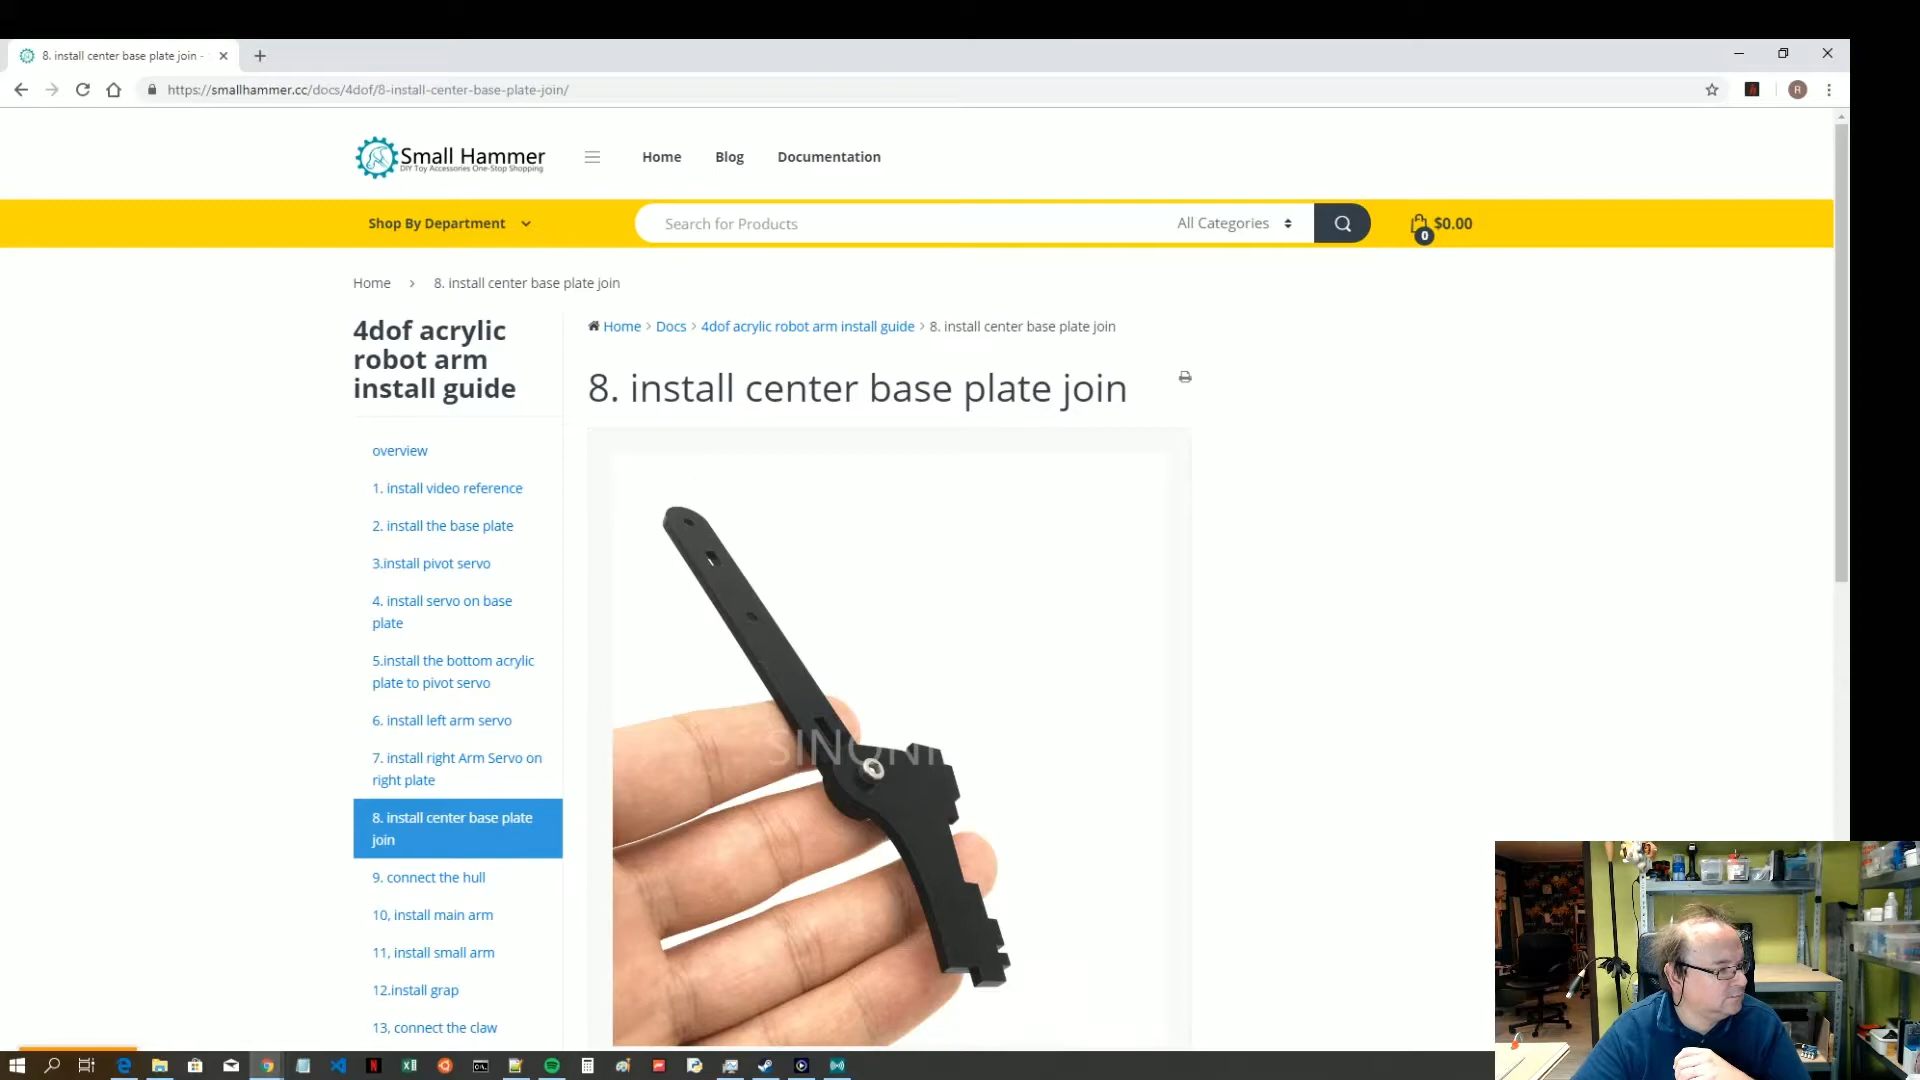 8. install center base plate join -
https://smallhammer.cc/docs/4dof/8-install-center-base-plate-join/
R
Small Hammer
DIY Toy Accessories One-Stop Shopping
Home
Blog
Documentation
Shop By Department
Search for Products
All Categories
0
$0.00
Home > 8. install center base plate join
4dof acrylic
robot arm
install guide
Home > Docs > 4dof acrylic robot arm install guide > 8. install center base plate join
8. install center base plate join
overview
1. install video reference
2. install the base plate
3.install pivot servo
4. install servo on base
plate
5.install the bottom acrylic
plate to pivot servo
6. install left arm servo
7. install right Arm Servo on
right plate
8. install center base plate
join
9. connect the hull
10, install main arm
11, install small arm
12.install grap
13, connect the claw